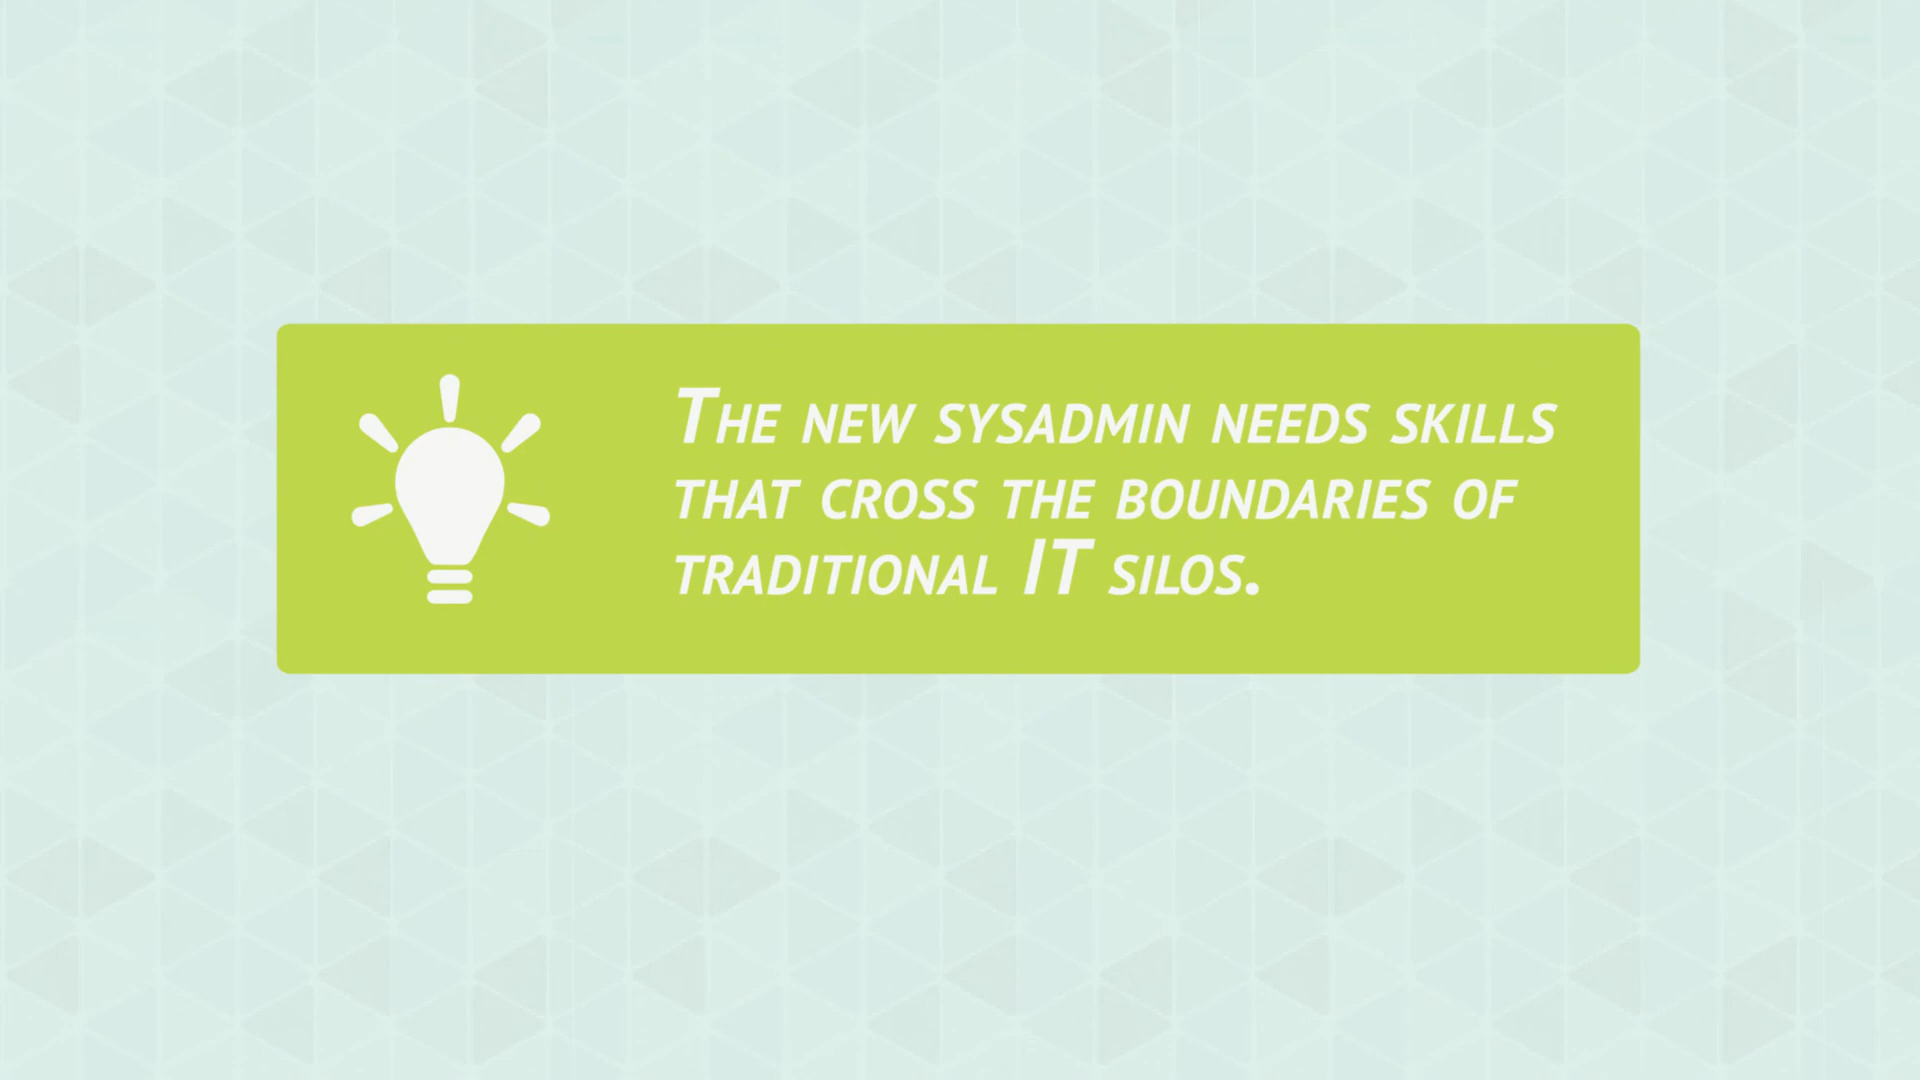 The new sysadmin needs skills
that cross the boundaries of
traditional IT silos.